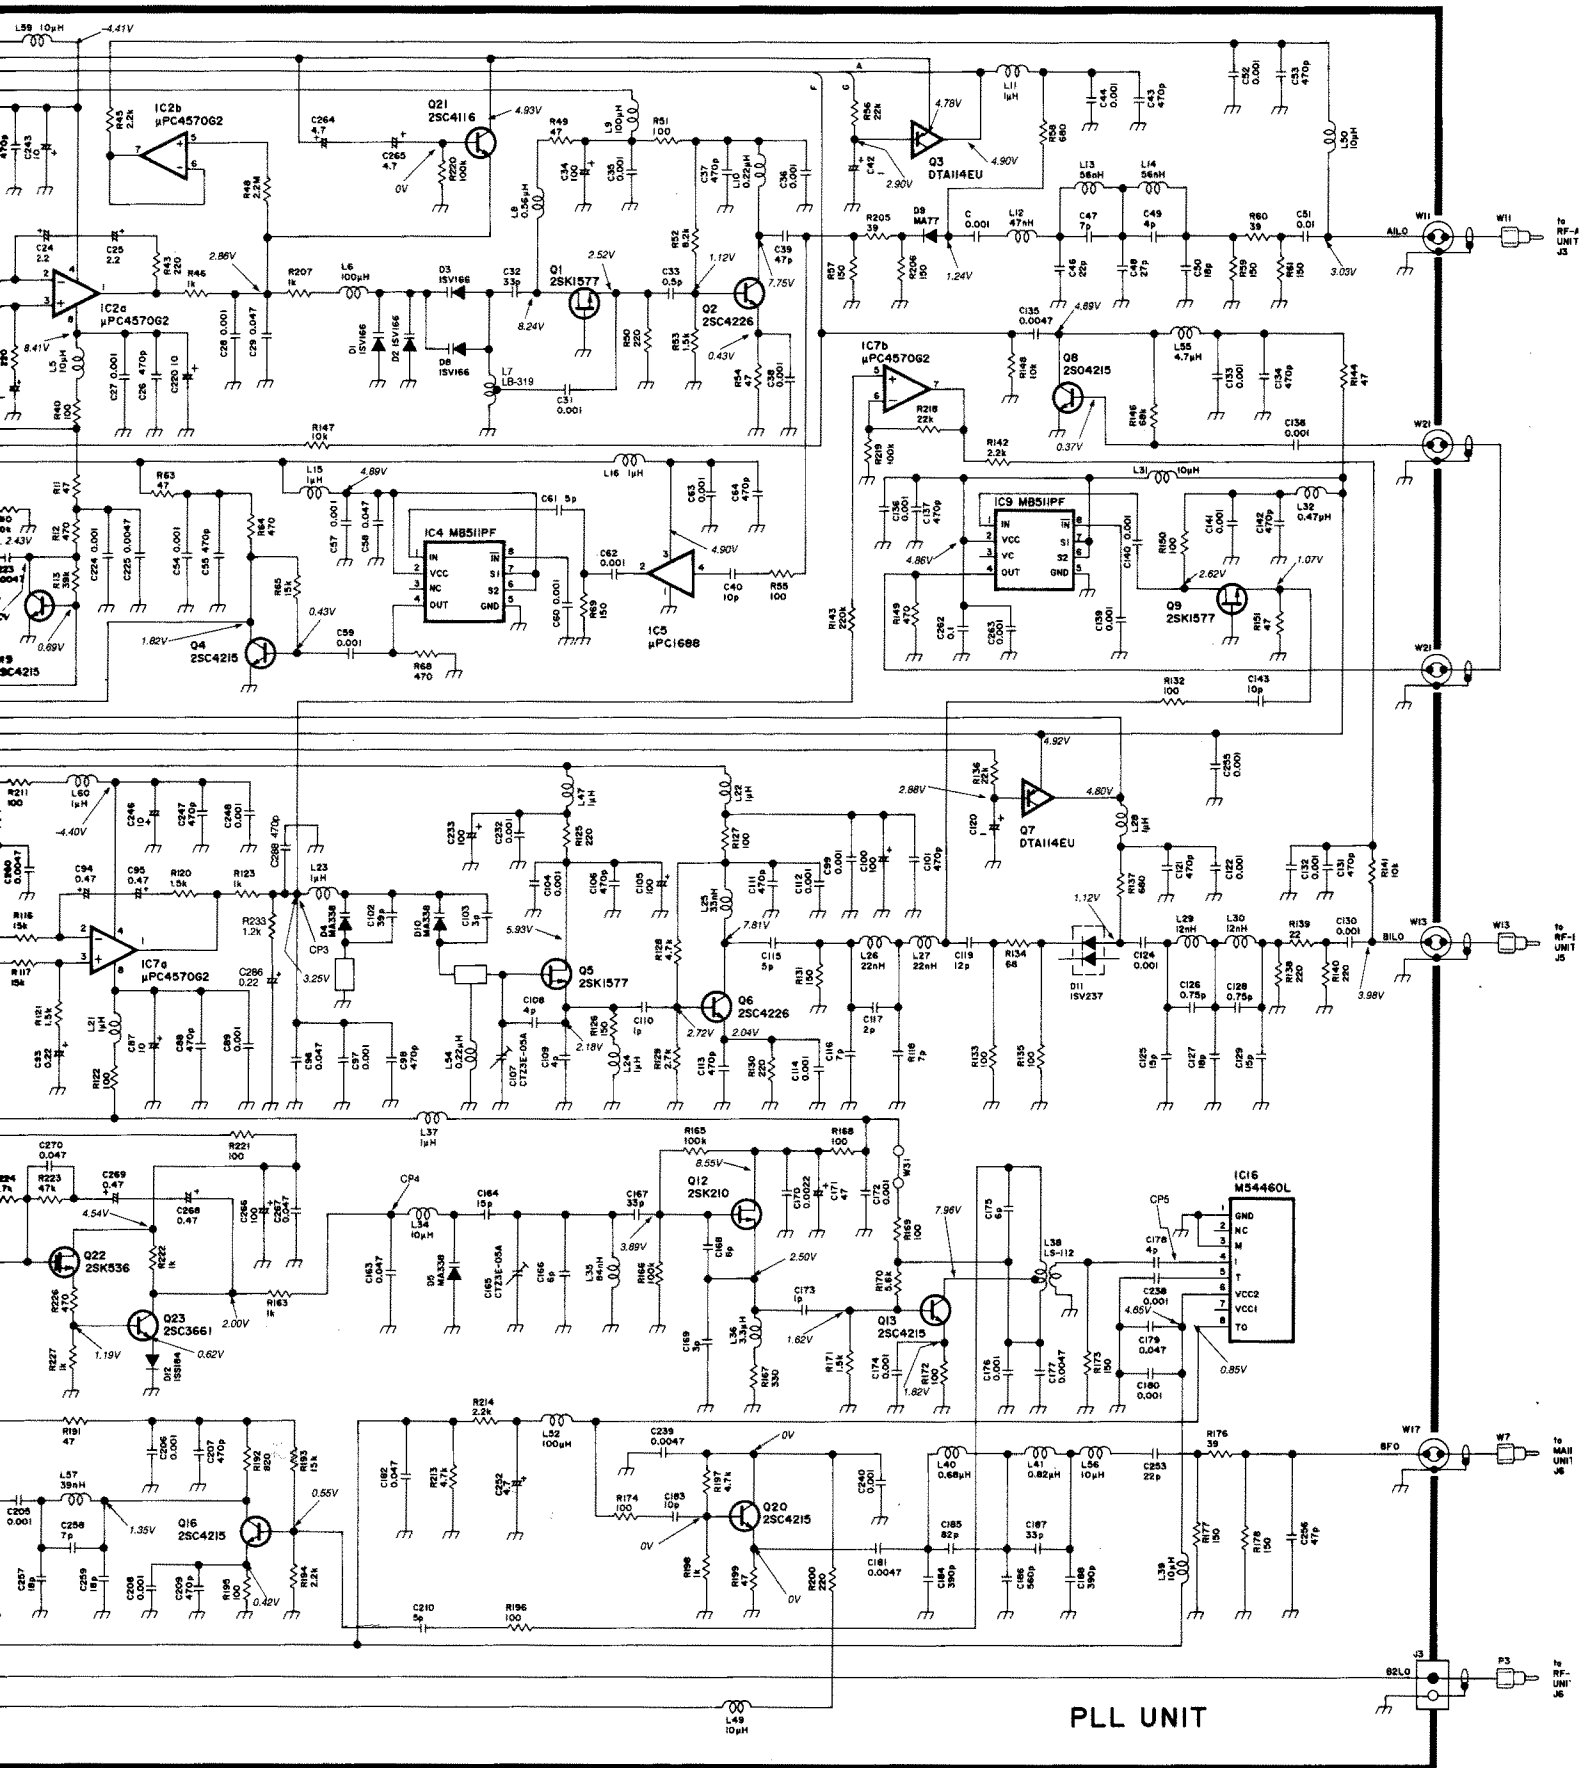 L59 10µH
-4.41V
IC2b
µPC4570G2
R45 2.2k
C243 10
470p
R48 2.2M
C264
4.7
C265
4.7
0V
R220 100k
Q21
2SC4116
4.93V
L9 100µH
R49
47
R51
100
C34 100
C35 0.001
L8 0.56µH
C37 470p
L10 0.22µH
C36 0.001
R56 22k
C42
2.90V
4.78V
Q3
DTA114EU
4.90V
L11
1µH
R58 680
C44 0.001
C43 470p
C52 0.001
C53 470p
L50 10µH
A
F
G
C24
2.2
C25
2.2
R43 220
R46
1k
2.86V
IC2a
µPC4570G2
8.41V
L5 10µH
C27 0.001
C26 470p
C220 10
C28 0.001
C29 0.047
R40 100
R207
1k
L6
100µH
D1 1SV166
D2 1SV166
D3
1SV166
D8
1SV166
L7
LB-319
C32
33p
Q1
2SK1577
8.24V
2.52V
C31
0.001
R50 220
C33
0.5p
R52 8.2k
R53 1.5k
1.12V
Q2
2SC4226
0.43V
R54 47
C38 0.001
7.75V
C39
47p
R57 150
R205
39
R206 150
D9
MA77
1.24V
C
0.001
L12
47nH
L13
56nH
C47
7p
L14
56nH
C49
4p
C46 22p
C48 27p
C50 18p
R59 150
R60
39
R61 150
C51
0.01
3.03V
A1LO
W11
W11
to
UNIT
J3
R147
10k
C135
0.0047
4.89V
R148 10k
Q8
2SO4215
0.37V
L55
4.7µH
C133 0.001
C134 470p
R144 47
R146 68k
C138
0.001
W21
IC7b
µPC4570G2
R218
22k
R219 100k
R142
2.2k
R11 47
R12 470
2.43V
R13 39k
0.69V
C224 0.001
C225 0.0047
R63
47
C54 0.001
C55 470p
R64 470
R65 15k
0.43V
1.82V
Q4
2SC4215
C59
0.001
R68
470
L15
1µH
4.89V
C57 0.001
C58 0.047
IC4 MB511PF
IN
VCC
NC
OUT
IN
S1
S2
GND
C61 5p
C60 0.001
R69 150
C62
0.001
L16 1µH
C63 0.001
C64 470p
4.90V
IC5
µPC1688
C40
10p
R55
100
R143 220k
C136 0.001
C137 470p
4.86V
R149 470
C262 0.1
C263 0.001
IC9 MB511PF
IN
VCC
VC
OUT
IN
S1
S2
GND
L31
10µH
C140 0.001
C139 0.001
R150 100
C141 0.001
C142 470p
L32
0.47µH
2.62V
1.07V
Q9
2SK1577
R151 47
W21
R132
100
C143
10p
R211
100
L60
1µH
-4.40V
C246 10
C247 470p
C248 0.001
C288 470p
L47 1µH
L22 1µH
R136 22k
2.88V
C120
4.92V
Q7
DTA114EU
4.80V
C255 0.001
L28 1µH
C94
0.47
C95
0.47
R120
1.5k
R123
1k
R233
1.2k
L23
1µH
CP3
3.25V
D4 MA338
C102 39p
D10 MA338
C103 3p
C233 100
C232 0.001
R125 220
C104 0.001
C106 470p
C105 100
R127 100
L25 33nH
C111 470p
C112 0.001
C99 0.001
C100 100
C101 470p
R137 680
C121 470p
C122 0.001
C132 0.001
C131 470p
R141 10k
R116
15k
R117
15k
R121 1.5k
C93 0.22
IC7a
µPC4570G2
L21 1µH
C87 10
C88 470p
C89 0.001
R122 100
C286
0.22
C96 0.047
C97 0.001
C98 470p
5.93V
Q5
2SK1577
L54 0.22µH
C107 CTZ3E-05A
C108
4p
C109 4p
2.18V
R126 150
L24 1µH
C110
1p
R128 4.7k
R129 2.7k
2.72V
Q6
2SC4226
2.04V
7.81V
C113 470p
R130 220
C114 0.001
C115
5p
R131 150
L26
22nH
L27
22nH
C117
2p
C116 7p
R118 7p
C119
12p
R133 100
R134
68
R135 100
D11
1SV237
1.12V
C124
0.001
L29
12nH
L30
12nH
C126
0.75p
C128
0.75p
C125 15p
C127 18p
C129 15p
R138 220
R139
22
R140 220
C130
0.001
3.98V
B1LO
W13
W13
to
UNIT
J5
L37
1µH
R221
100
C270
0.047
R223
47k
C269
0.47
C268
0.47
4.54V
C266 100
C267 0.047
Q22
2SK536
R222 1k
R226 470
Q23
2SC3661
1.19V
R227 1k
0.62V
D12 1SS184
2.00V
R163
1k
CP4
L34
10µH
C163 0.047
D5 MA338
C164
15p
C165 CTZ3E-05A
C166 6p
L35 84nH
C167
33p
3.89V
R166 100k
R165
100k
8.55V
Q12
2SK210
C168 6p
C169 3p
2.50V
L36 3.3µH
R167 330
C170 0.0022
C171 47
R168
100
C172 0.001
W31
R169 100
R170 5.6k
C173
1p
1.62V
R171 1.5k
Q13
2SC4215
1.82V
C174 0.001
R172 100
7.96V
C175 6p
C176 0.001
C177 0.0047
L38
LS-112
R173 150
CP5
C178
4p
C238
0.001
4.85V
C179
0.047
C180
0.001
IC16
M54460L
GND
NC
M
I
T
VCC2
VCC1
TO
0.85V
R191
47
C206 0.001
C207 470p
R192 820
R193 15k
L57
39nH
C205
0.001
C258
7p
C257 18p
C259 18p
1.35V
Q16
2SC4215
0.55V
C208 0.001
C209 470p
R195 100
0.42V
R194 2.2k
R214
2.2k
C182 0.047
R213 4.7k
C252 4.7
L52
100µH
R174
100
C183
10p
C239
0.0047
R197 4.7k
0V
Q20
2SC4215
0V
R198 1k
R199 47
0V
C240 0.001
C181
0.0047
R200 220
L40
0.68µH
L41
0.82µH
L56
10µH
C253
22p
R176
39
C185
82p
C187
33p
C184 390p
C186 560p
C188 390p
L39 10µH
R177 150
R178 150
C256 47p
BFO
W17
W7
to
UNIT
J6
C210
5p
R196
100
B2LO
J3
P3
to
J6
L49
10µH
PLL UNIT